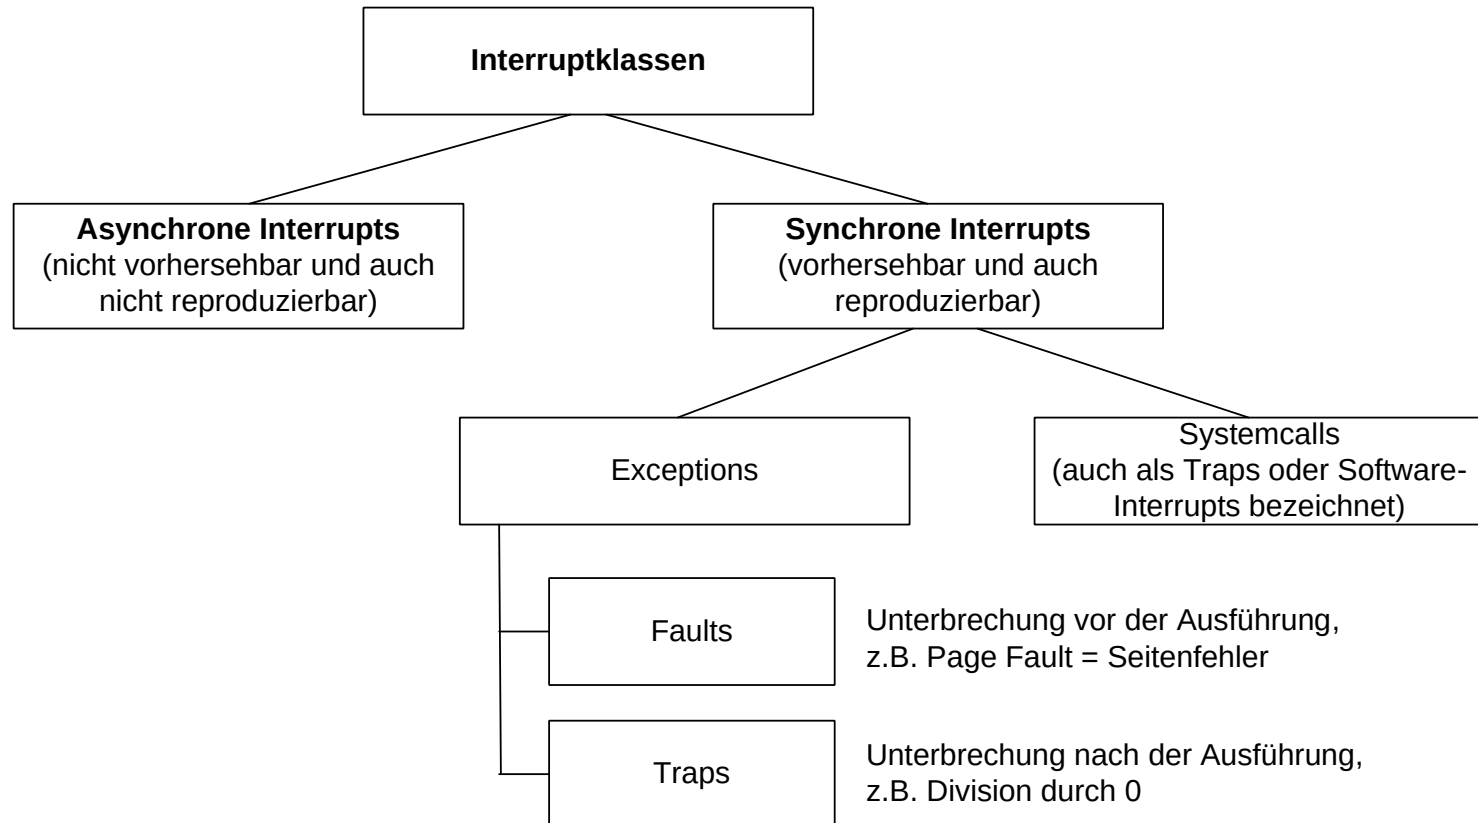 Interruptklassen
Asynchrone Interrupts
(nicht vorhersehbar und auch
nicht reproduzierbar)
Synchrone Interrupts
(vorhersehbar und auch
reproduzierbar)
Exceptions
Systemcalls
(auch als Traps oder Software-
Interrupts bezeichnet)
Faults
Unterbrechung vor der Ausführung,
z.B. Page Fault = Seitenfehler
Traps
Unterbrechung nach der Ausführung,
z.B. Division durch 0